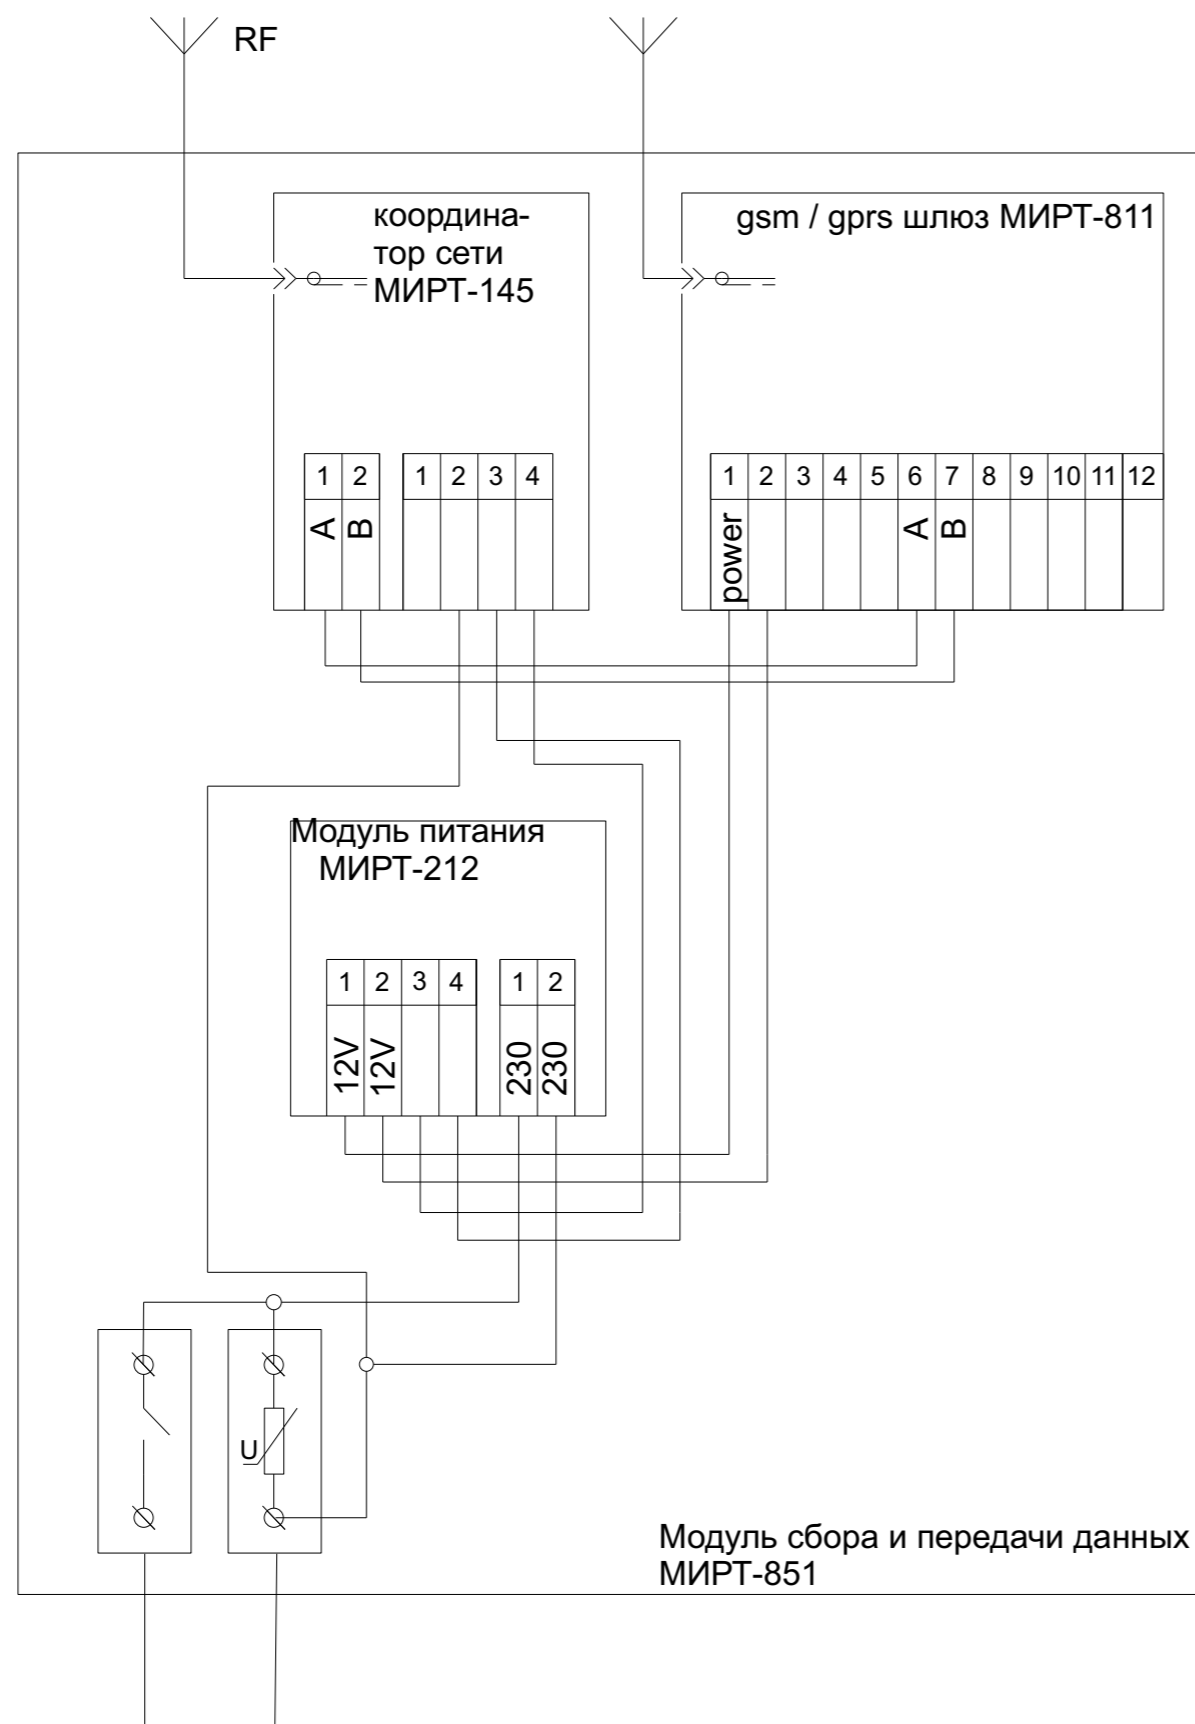 RF
координа-
тор сети
МИРТ-145
gsm / gprs шлюз МИРТ-811
1 2 1 2 3 4
A B
1 2 3 4 5 6 7 8 9 10 11 12
power A B
Модуль питания
МИРТ-212
1 2 3 4 1 2
12V 12V 230 230
U
Модуль сбора и передачи данных
МИРТ-851